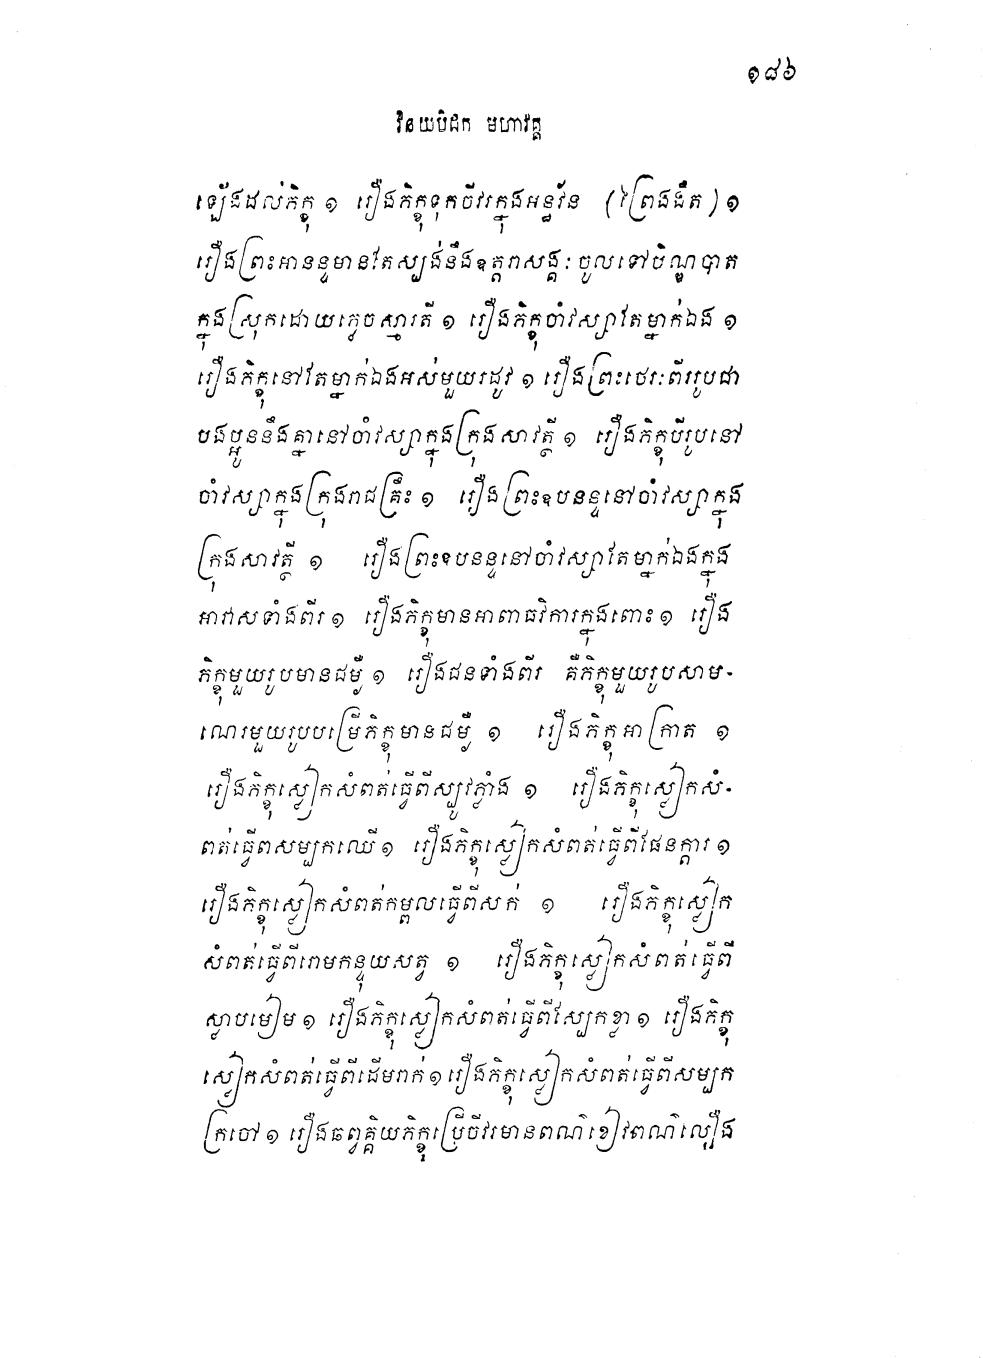 ១៨៦
វិនយបិដក មហាវគ្គ
ឡើងដល់ភិក្ខុ ១ រឿងភិក្ខុទុកចីវរក្នុងអន្ធវ័ន (ព្រៃងងឹត) ១
រឿងព្រះអានន្ទមានតែស្បង់នឹងឧត្តរាសង្គៈ ចូលទៅបិណ្ឌបាត
ក្នុងស្រុកដោយភ្លេចស្មារតី ១ រឿងភិក្ខុចាំវស្សាតែម្នាក់ឯង ១
រឿងភិក្ខុនៅតែម្នាក់ឯងអស់មួយរដូវ ១ រឿងព្រះថេរៈពីររូបជា
បងប្អូននឹងគ្នានៅចាំវស្សាក្នុងក្រុងសាវត្ថី ១ រឿងភិក្ខុបីរូបនៅ
ចាំវស្សាក្នុងក្រុងរាជគ្រឹះ ១ រឿងព្រះឧបនន្ទនៅចាំវស្សាក្នុង
ក្រុងសាវត្ថី ១ រឿងព្រះឧបនន្ទនៅចាំវស្សាតែម្នាក់ឯងក្នុង
អាវាសទាំងពីរ ១ រឿងភិក្ខុមានអាពាធវិការក្នុងពោះ ១ រឿង
ភិក្ខុមួយរូបមានជម្ងឺ ១ រឿងជនទាំងពីរ គឺភិក្ខុមួយរូបសាម-
ណេរមួយរូបបម្រើភិក្ខុមានជម្ងឺ ១ រឿងភិក្ខុអាក្រាត ១
រឿងភិក្ខុស្លៀកសំពត់ធ្វើពីស្បូវភ្លាំង ១ រឿងភិក្ខុស្លៀកសំ-
ពត់ធ្វើពសម្បកឈើ ១ រឿងភិក្ខុស្លៀកសំពត់ធ្វើពីផែនក្ដារ ១
រឿងភិក្ខុស្លៀកសំពត់កម្ពលធ្វើពីសក់ ១ រឿងភិក្ខុស្លៀក
សំពត់ធ្វើពីរោមកន្ទុយសត្វ ១ រឿងភិក្ខុស្លៀកសំពត់ធ្វើពី
ស្លាបមៀម ១ រឿងភិក្ខុស្លៀកសំពត់ធ្វើពីស្បែកខ្លា ១ រឿងភិក្ខុ
ស្លៀកសំពត់ធ្វើពីដើមរាក់ ១ រឿងភិក្ខុស្លៀកសំពត់ធ្វើពីសម្បក
ក្រចៅ ១ រឿងឆព្វគ្គិយភិក្ខុប្រើចីវរមានពណ៌ខៀវពណ៌លឿង